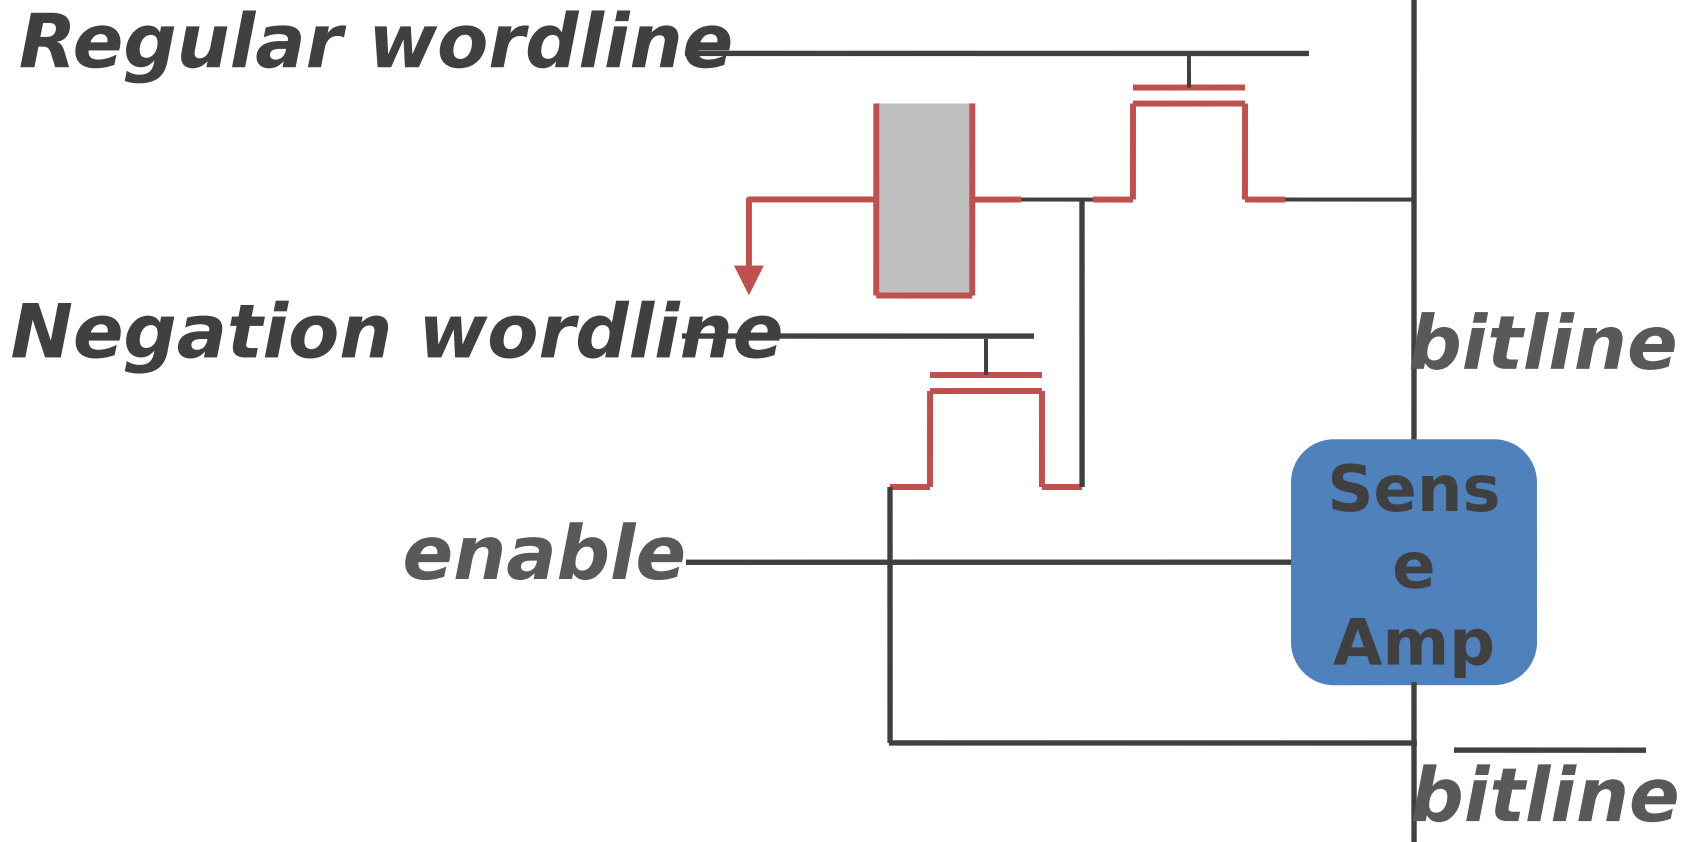 Regular wordline
Negation wordline
bitline
Sens
e
Amp
enable
bitline